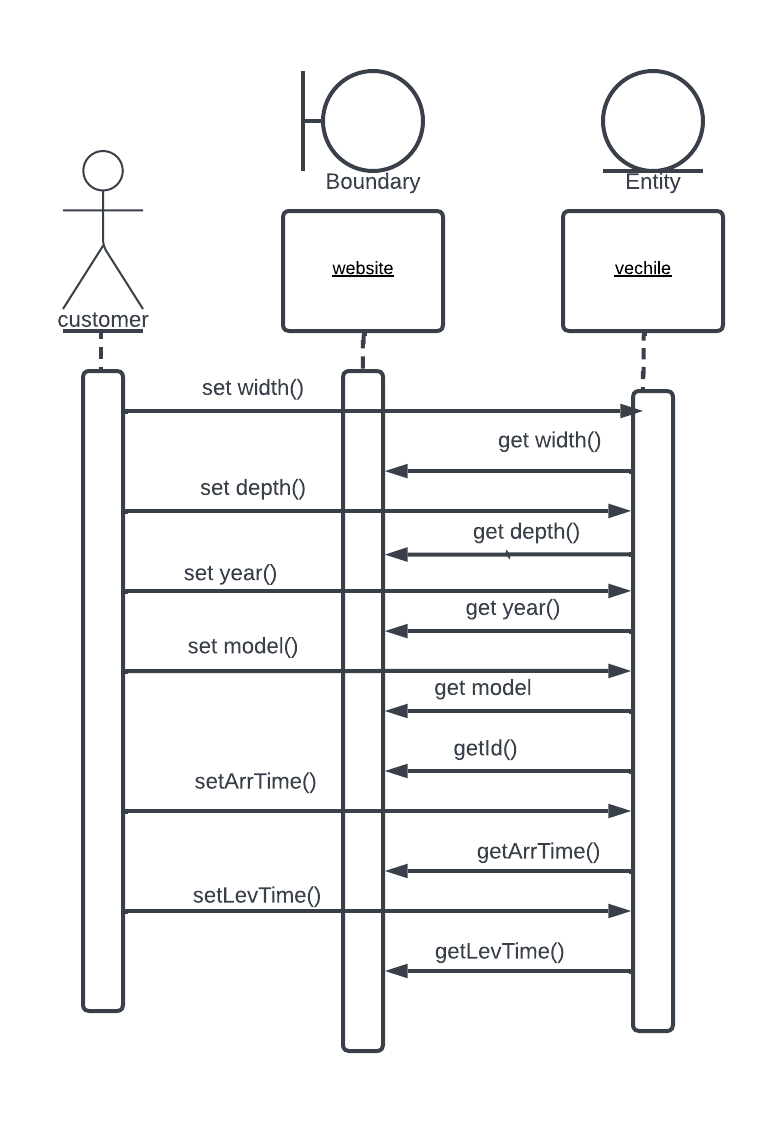 Boundary
Entity
website
vechile
customer
set width()
get width()
set depth()
get depth()
set year()
get year()
set model()
get model
getId()
setArrTime()
getArrTime()
setLevTime()
getLevTime()